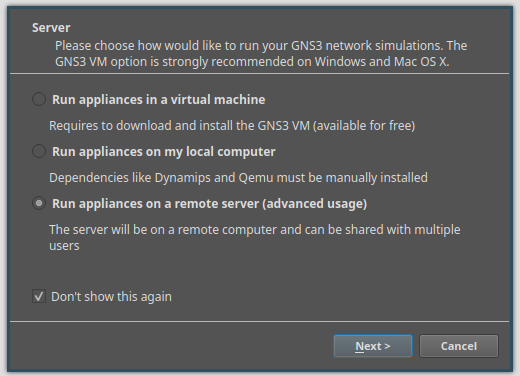 Server
Please choose how would like to run your GNS3 network simulations. The
GNS3 VM option is strongly recommended on Windows and Mac OS X.
Run appliances in a virtual machine
Requires to download and install the GNS3 VM (available for free)
Run appliances on my local computer
Dependencies like Dynamips and Qemu must be manually installed
Run appliances on a remote server (advanced usage)
The server will be on a remote computer and can be shared with multiple
users
Don't show this again
Next >
Cancel